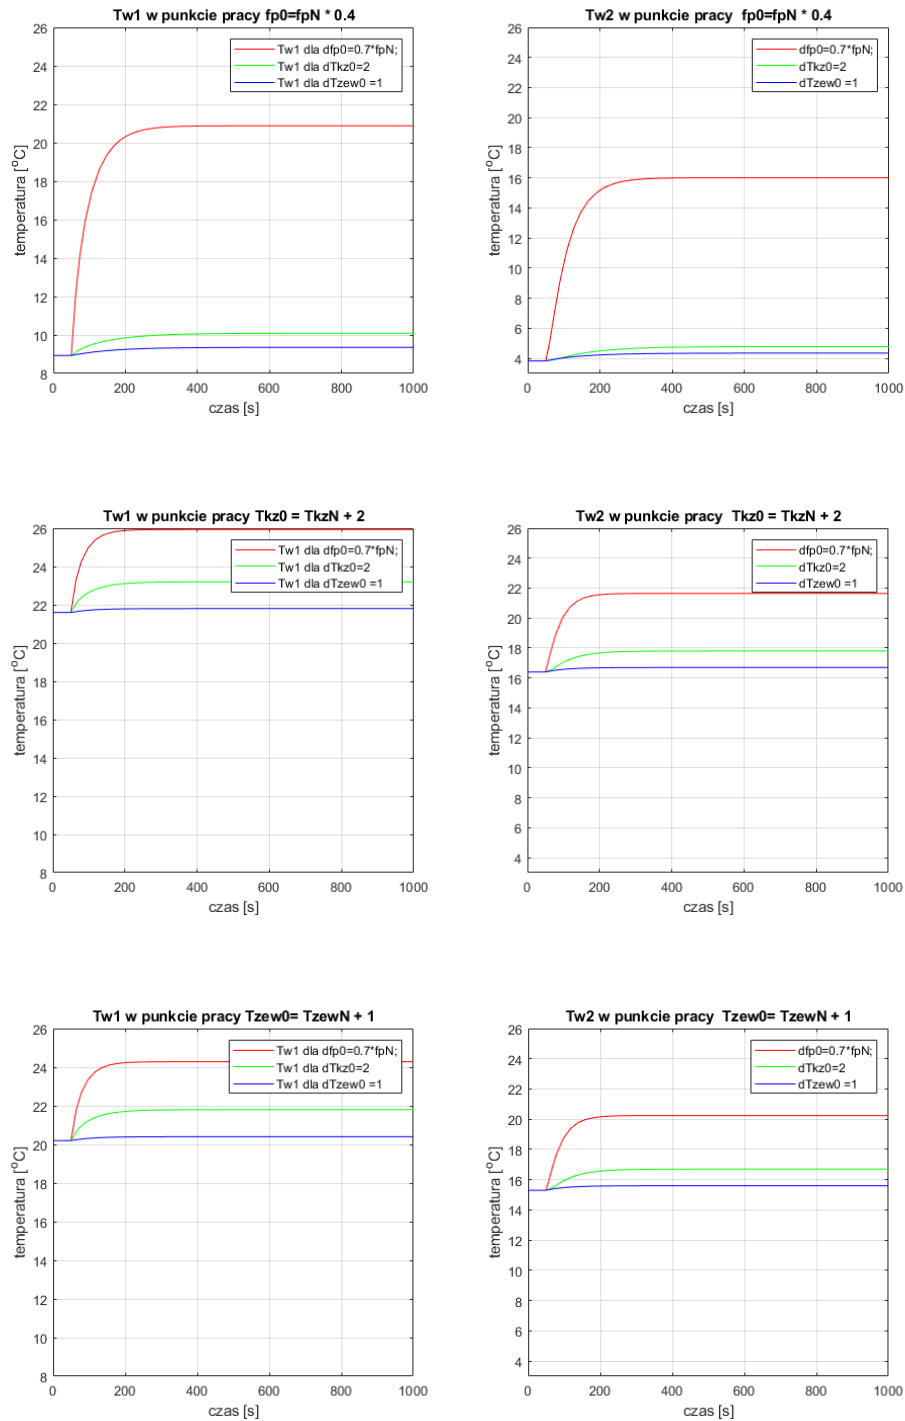 Tw1 w punkcie pracy fp0=fpN * 0.4
temperatura [°C]
26
24
22
20
18
16
14
12
10
8
Tw1 dla dfp0=0.7*fpN;
Tw1 dla dTkz0=2
Tw1 dla dTzew0 =1
0 200 400 600 800 1000
czas [s]
Tw2 w punkcie pracy  fp0=fpN * 0.4
temperatura [°C]
26
24
22
20
18
16
14
12
10
8
6
4
dfp0=0.7*fpN;
dTkz0=2
dTzew0 =1
0 200 400 600 800 1000
czas [s]
Tw1 w punkcie pracy Tkz0 = TkzN + 2
temperatura [°C]
26
24
22
20
18
16
14
12
10
8
Tw1 dla dfp0=0.7*fpN;
Tw1 dla dTkz0=2
Tw1 dla dTzew0 =1
0 200 400 600 800 1000
czas [s]
Tw2 w punkcie pracy  Tkz0 = TkzN + 2
temperatura [°C]
26
24
22
20
18
16
14
12
10
8
6
4
dfp0=0.7*fpN;
dTkz0=2
dTzew0 =1
0 200 400 600 800 1000
czas [s]
Tw1 w punkcie pracy Tzew0= TzewN + 1
temperatura [°C]
26
24
22
20
18
16
14
12
10
8
Tw1 dla dfp0=0.7*fpN;
Tw1 dla dTkz0=2
Tw1 dla dTzew0 =1
0 200 400 600 800 1000
czas [s]
Tw2 w punkcie pracy  Tzew0= TzewN + 1
temperatura [°C]
26
24
22
20
18
16
14
12
10
8
6
4
dfp0=0.7*fpN;
dTkz0=2
dTzew0 =1
0 200 400 600 800 1000
czas [s]